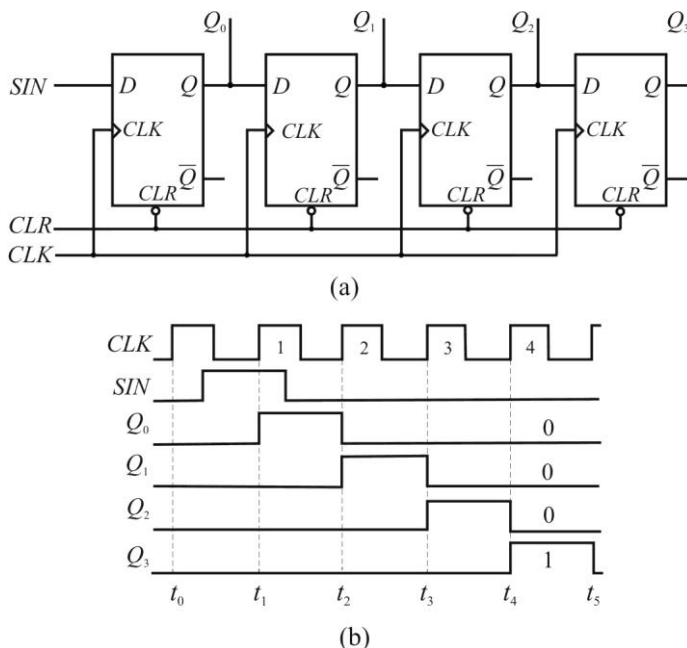 Q₀ Q₁ Q₂ Q₃
SIN D Q D Q D Q D Q
CLK CLK CLK CLK
Q̅ Q̅ Q̅ Q̅
CLR CLR CLR CLR
CLR
CLK
(a)
CLK 1 2 3 4
SIN
Q₀ 0
Q₁ 0
Q₂ 0
Q₃ 1
t₀ t₁ t₂ t₃ t₄ t₅
(b)